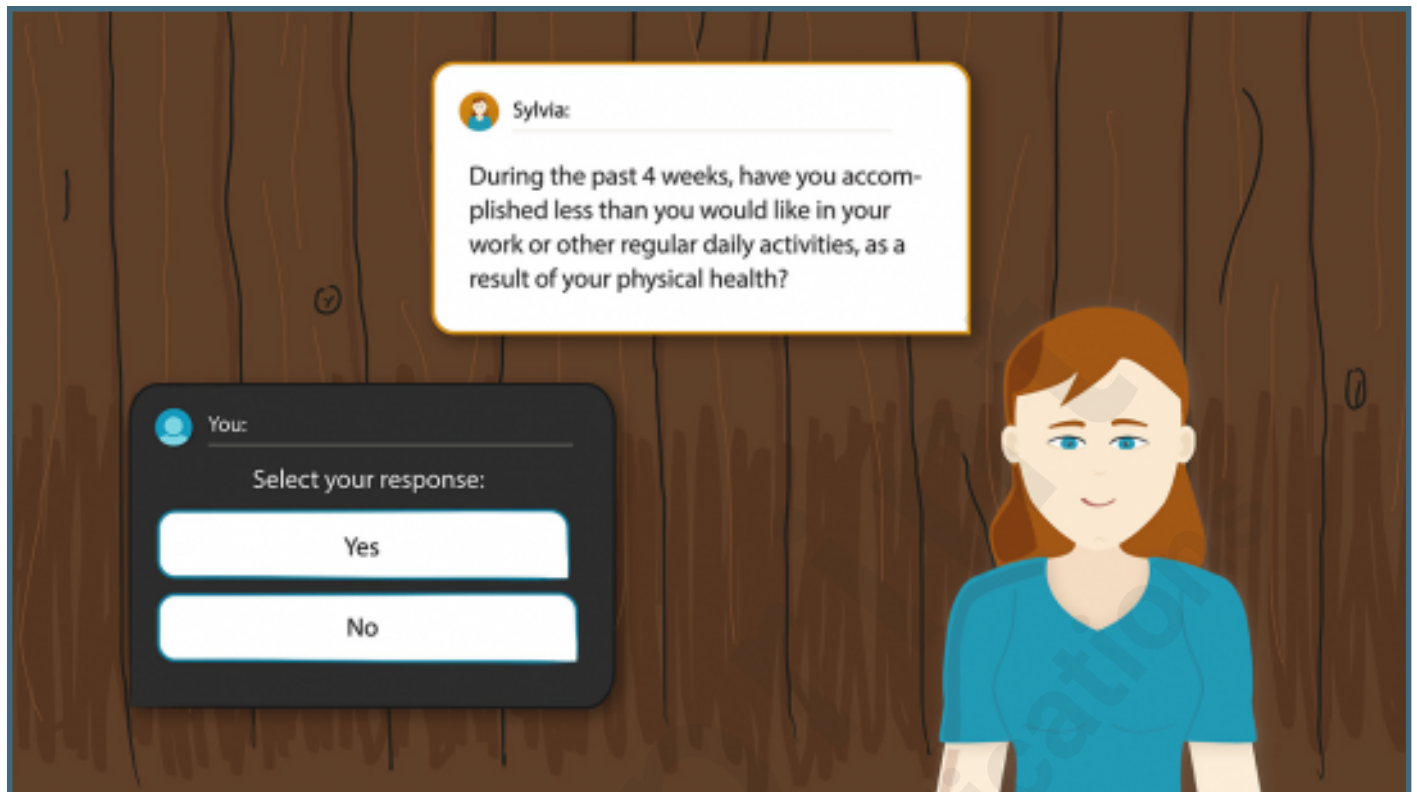 Sylvia:
During the past 4 weeks, have you accom-
plished less than you would like in your
work or other regular daily activities, as a
result of your physical health?
You:
Select your response:
Yes
No